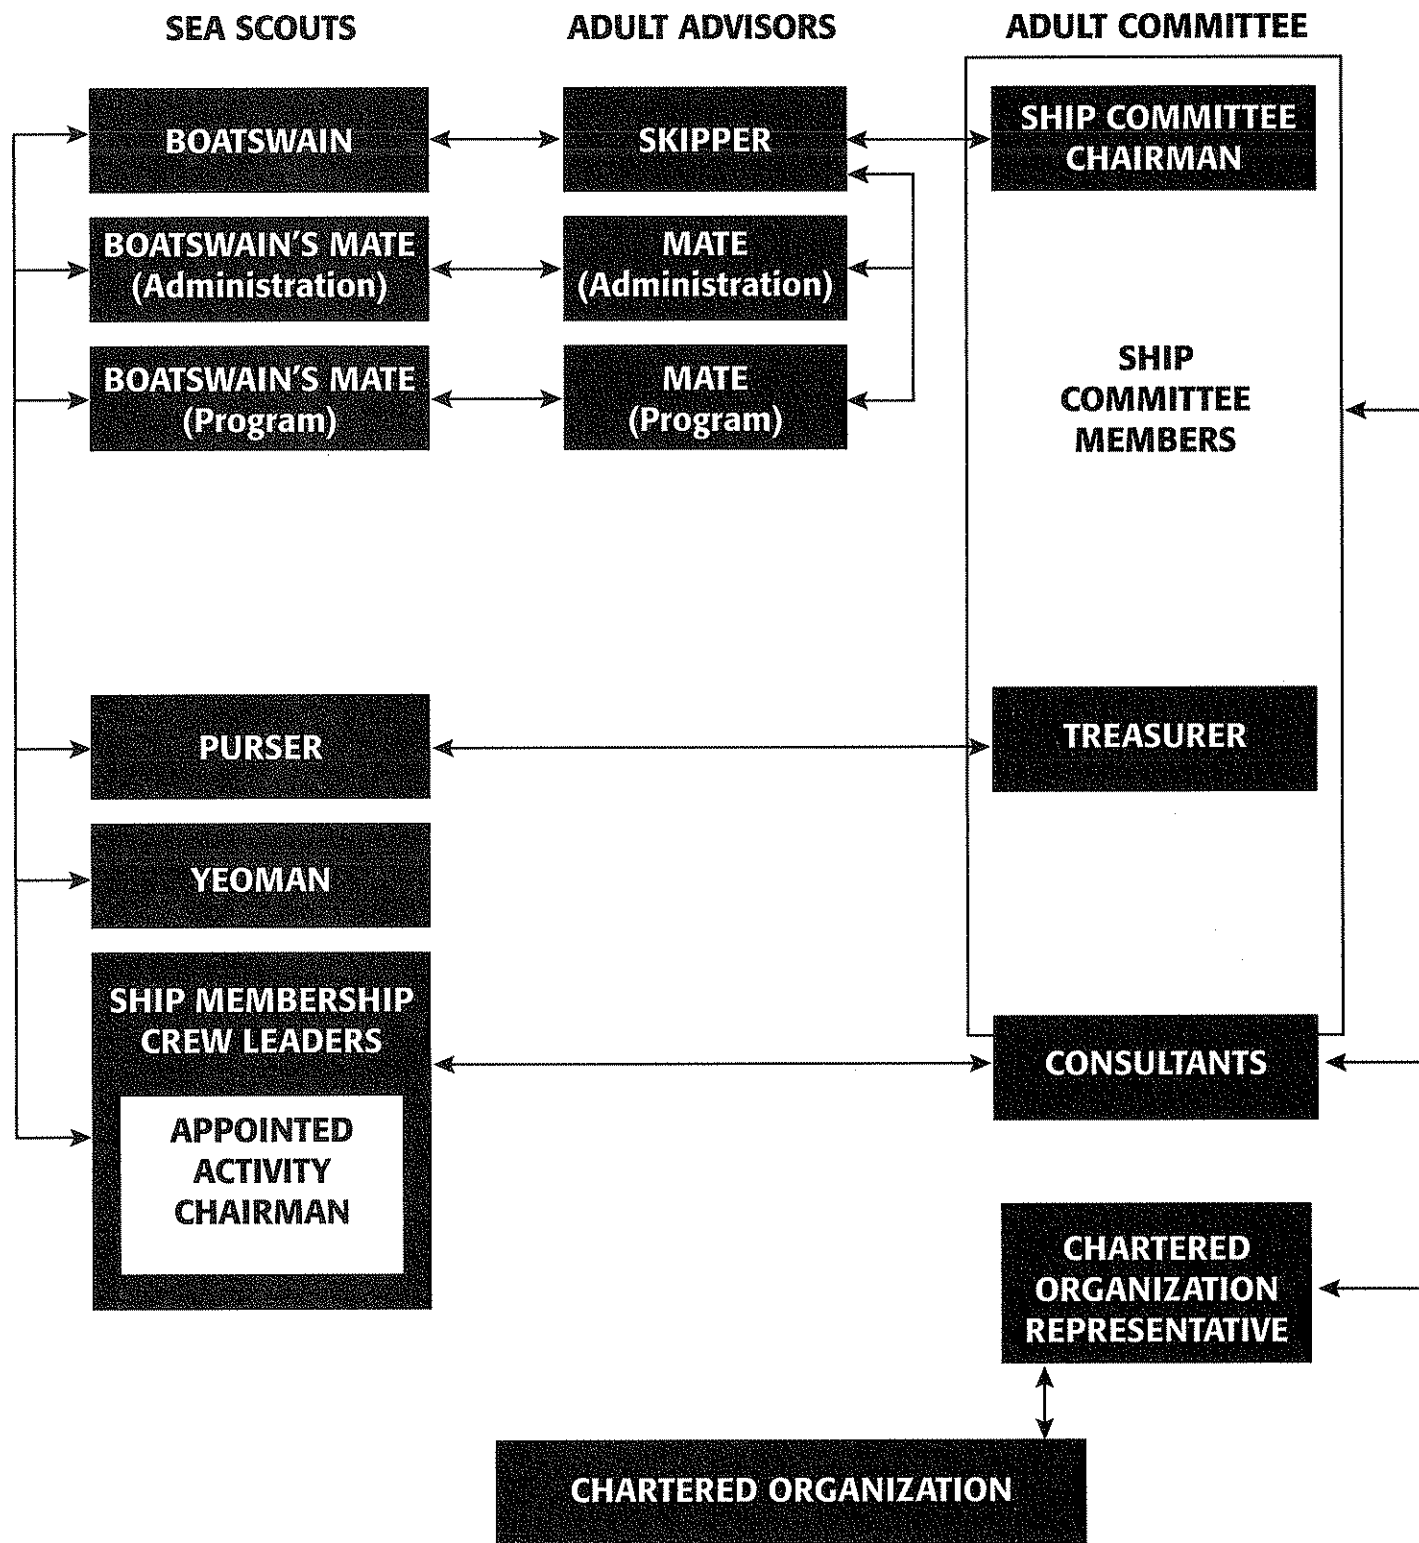 SEA SCOUTS
ADULT ADVISORS
ADULT COMMITTEE
BOATSWAIN
SKIPPER
SHIP COMMITTEE
CHAIRMAN
BOATSWAIN'S MATE
(Administration)
MATE
(Administration)
BOATSWAIN'S MATE
(Program)
MATE
(Program)
SHIP
COMMITTEE
MEMBERS
PURSER
TREASURER
YEOMAN
SHIP MEMBERSHIP
CREW LEADERS
CONSULTANTS
APPOINTED
ACTIVITY
CHAIRMAN
CHARTERED
ORGANIZATION
REPRESENTATIVE
CHARTERED ORGANIZATION